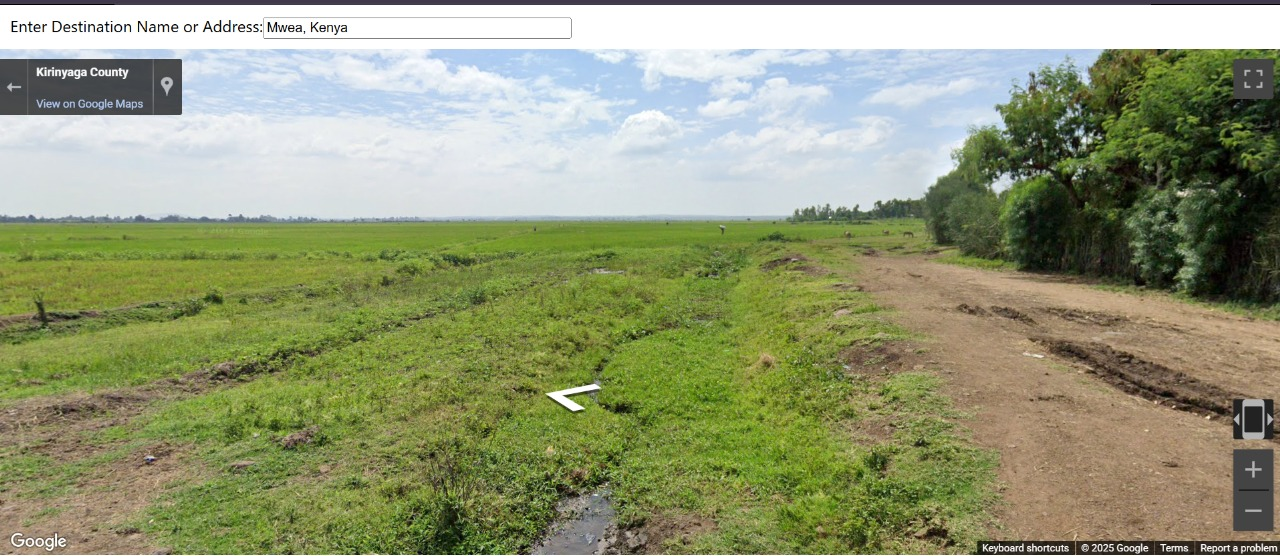 Enter Destination Name or Address: Mwea, Kenya
Kirinyaga County
View on Google Maps
Google
Keyboard shortcuts © 2025 Google Terms Report a problem